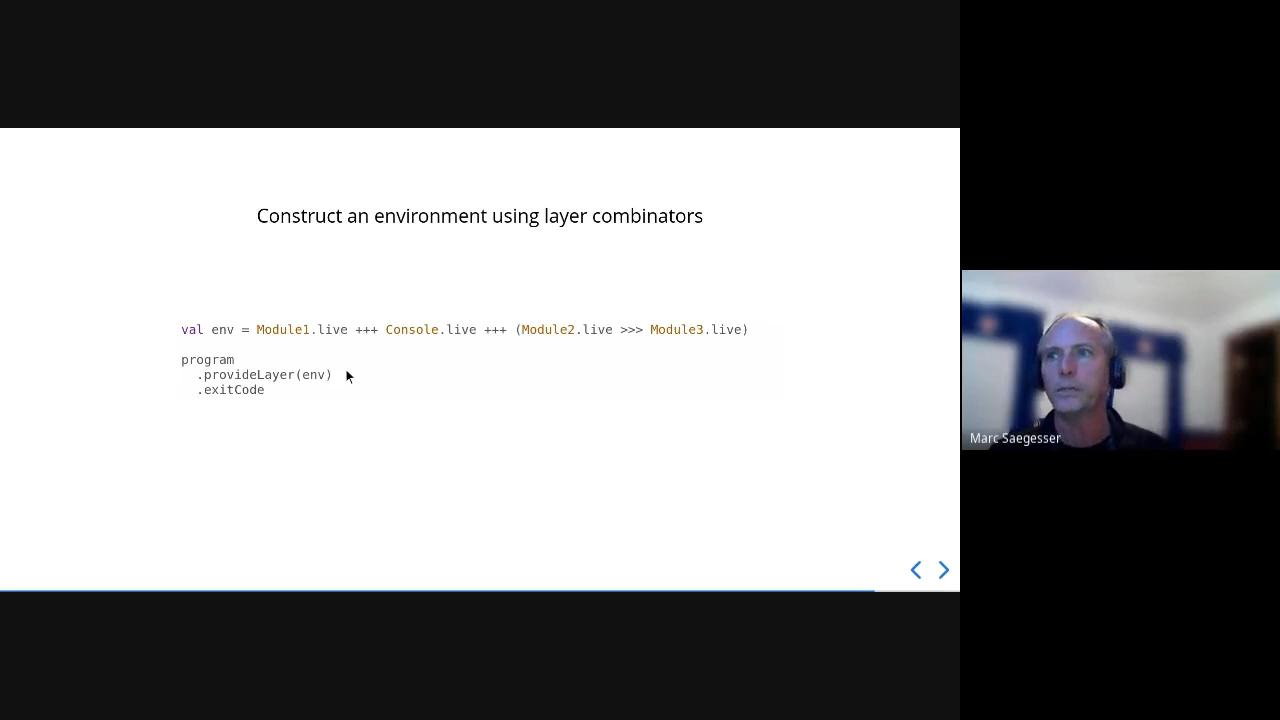 Construct an environment using layer combinators
val env = Module1.live +++ Console.live +++ (Module2.live >>> Module3.live)
program
  .provideLayer(env)
  .exitCode
Marc Saegesser